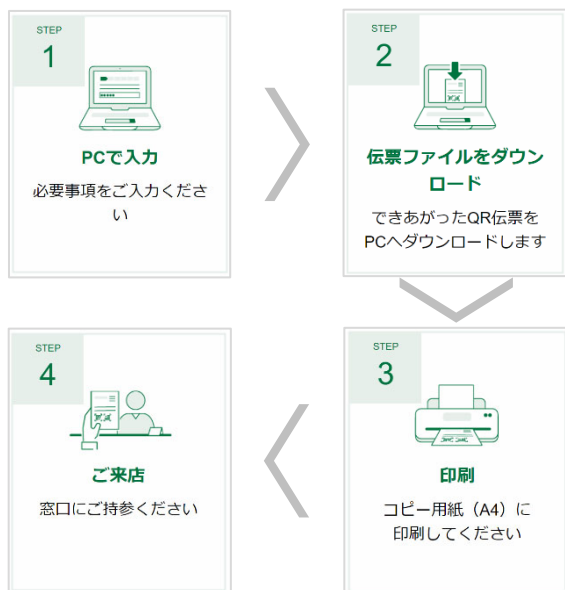 STEP
1
PCで入力
必要事項をご入力くださ
い
STEP
2
伝票ファイルをダウン
ロード
できあがったQR伝票を
PCへダウンロードします
STEP
3
印刷
コピー用紙（A4）に
印刷してください
STEP
4
ご来店
窓口にご持参ください